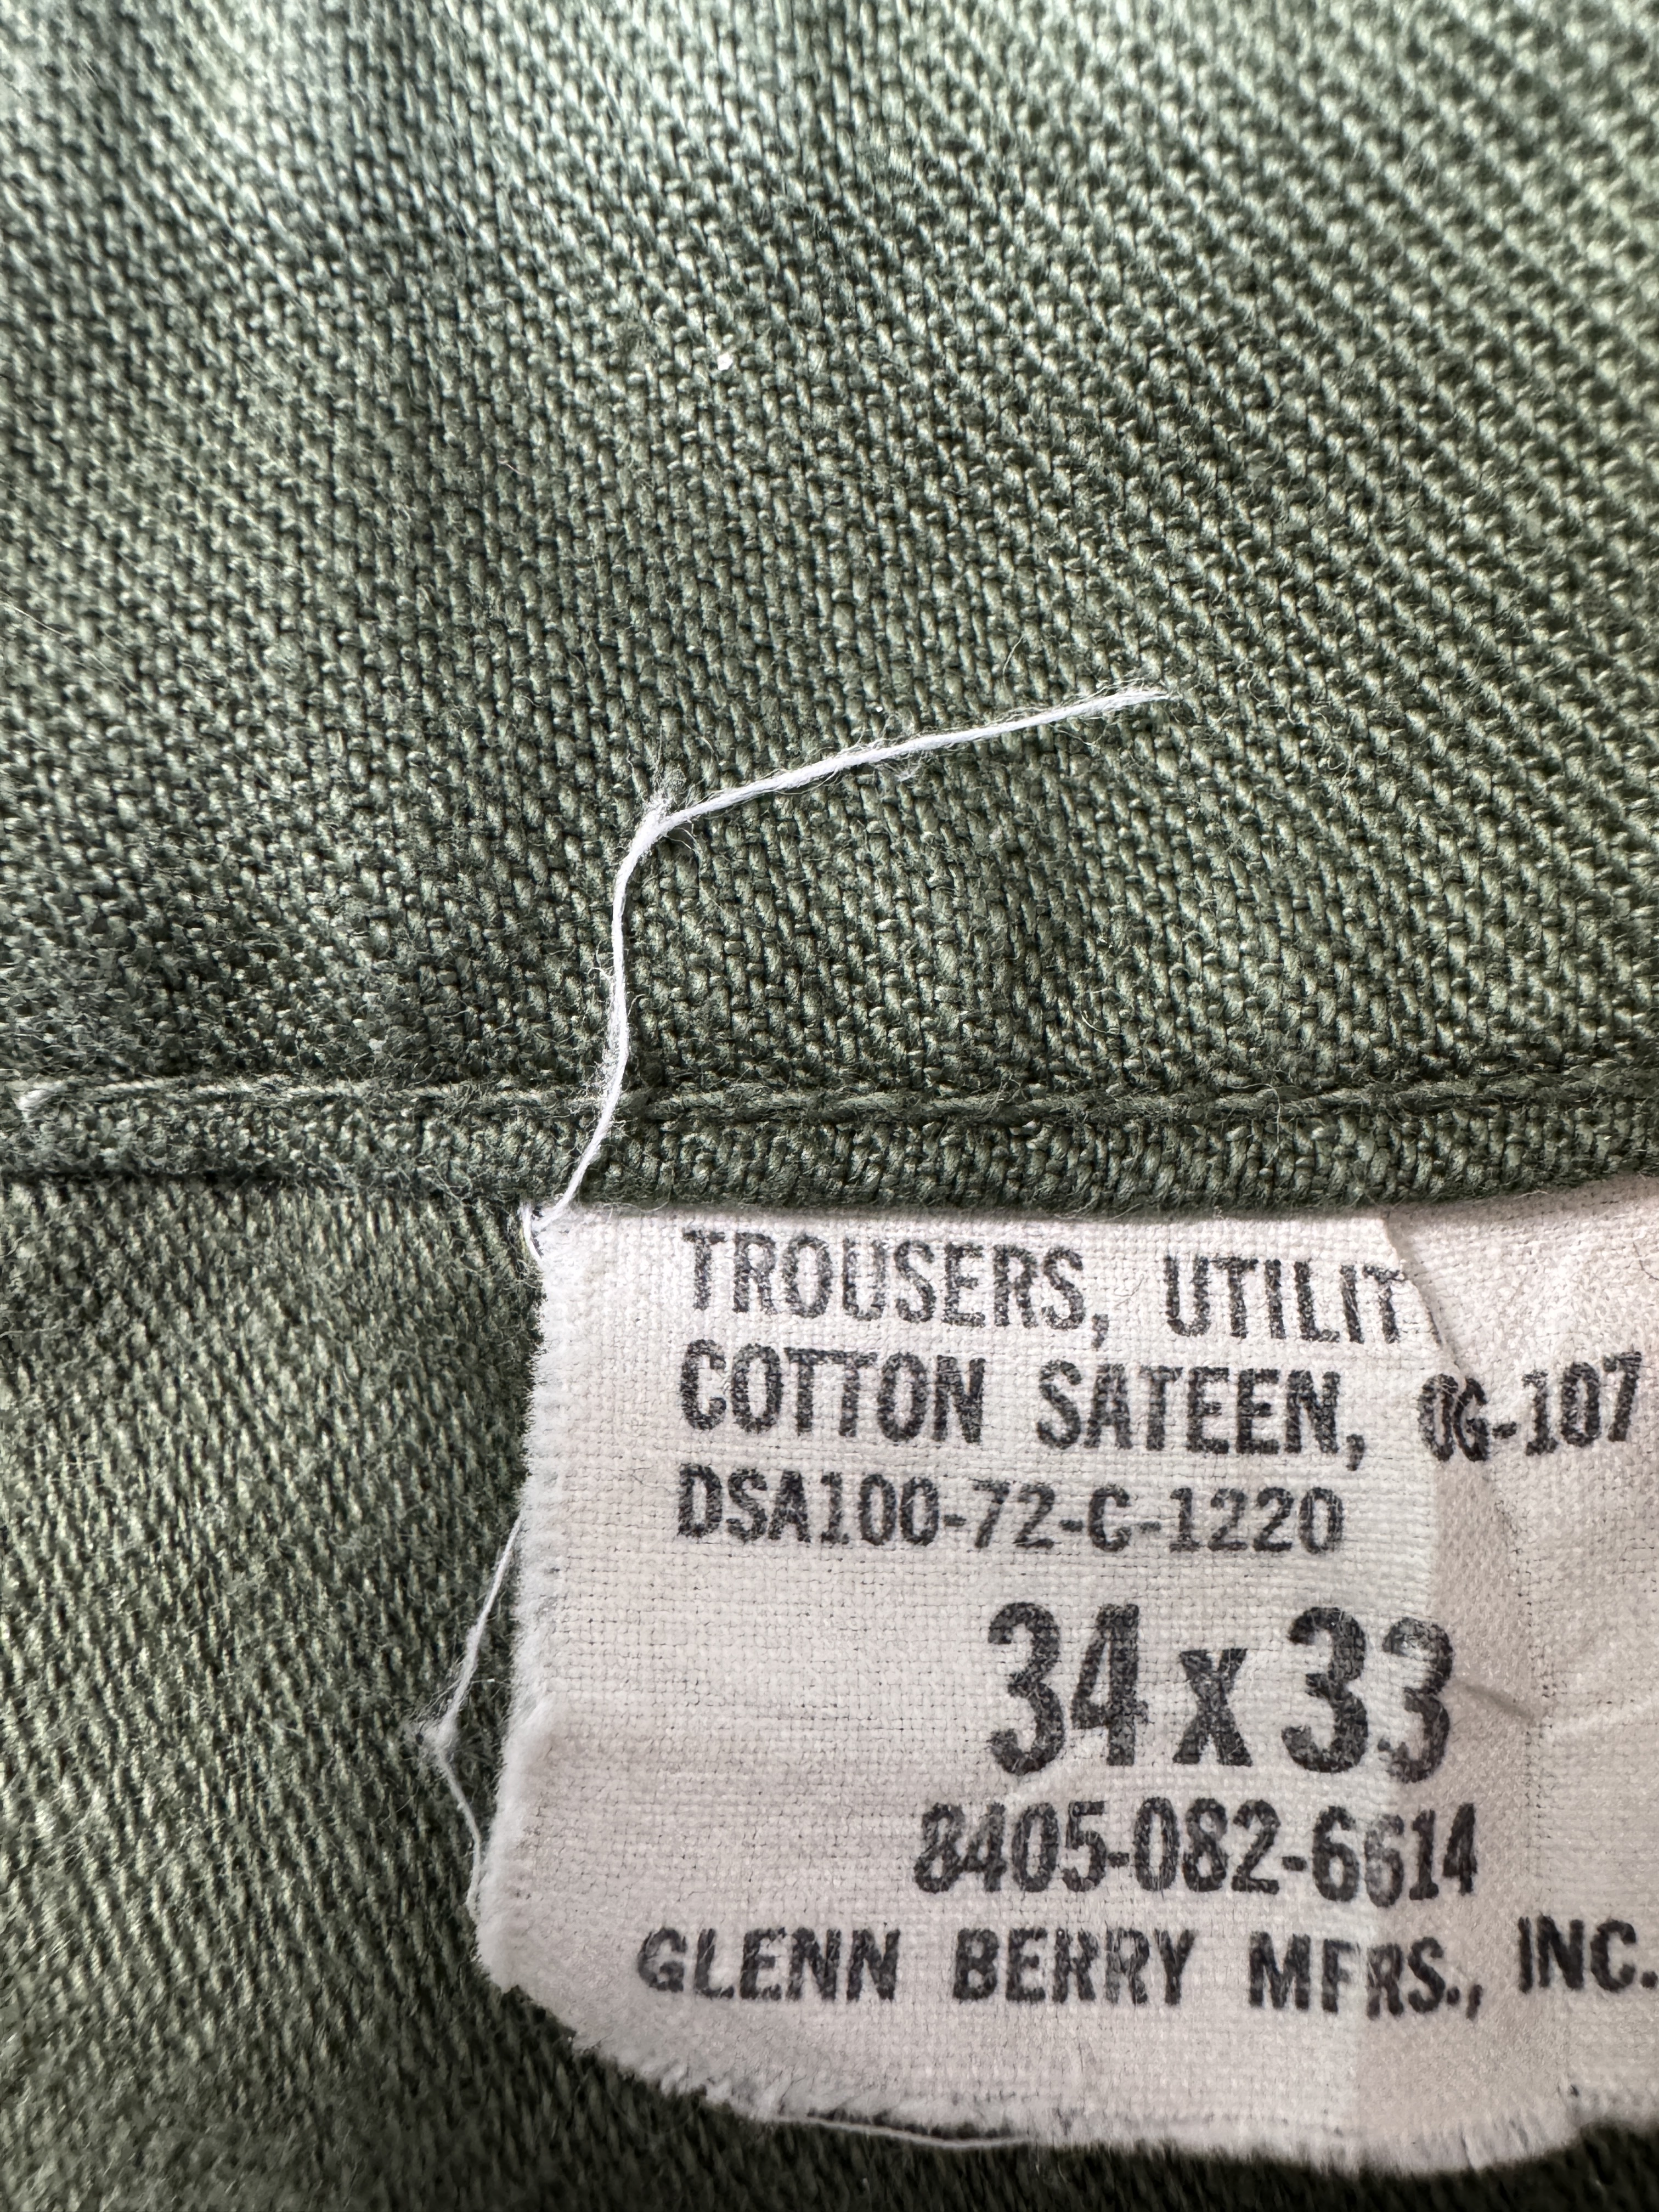 TROUSERS, UTILIT
COTTON SATEEN, OG-107
DSA100-72-C-1220
34 x 33
8405-082-6614
GLENN BERRY MFRS., INC.